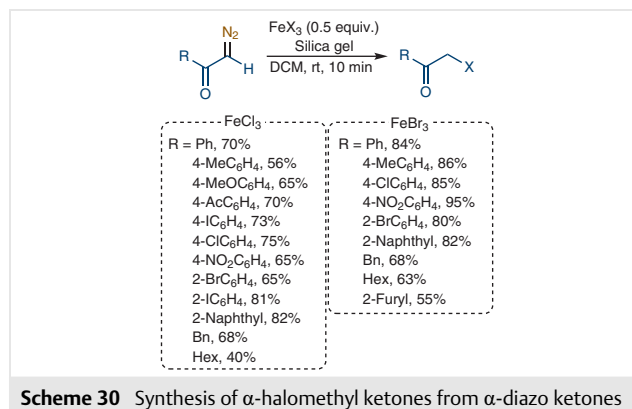 N2
R
H
O
FeX3 (0.5 equiv.)
Silica gel
DCM, rt, 10 min
R
X
O
FeCl3
R = Ph, 70%
4-MeC6H4, 56%
4-MeOC6H4, 65%
4-AcC6H4, 70%
4-IC6H4, 73%
4-ClC6H4, 75%
4-NO2C6H4, 65%
2-BrC6H4, 65%
2-IC6H4, 81%
2-Naphthyl, 82%
Bn, 68%
Hex, 40%
FeBr3
R = Ph, 84%
4-MeC6H4, 86%
4-ClC6H4, 85%
4-NO2C6H4, 95%
2-BrC6H4, 80%
2-Naphthyl, 82%
Bn, 68%
Hex, 63%
2-Furyl, 55%
Scheme 30 Synthesis of α-halomethyl ketones from α-diazo ketones